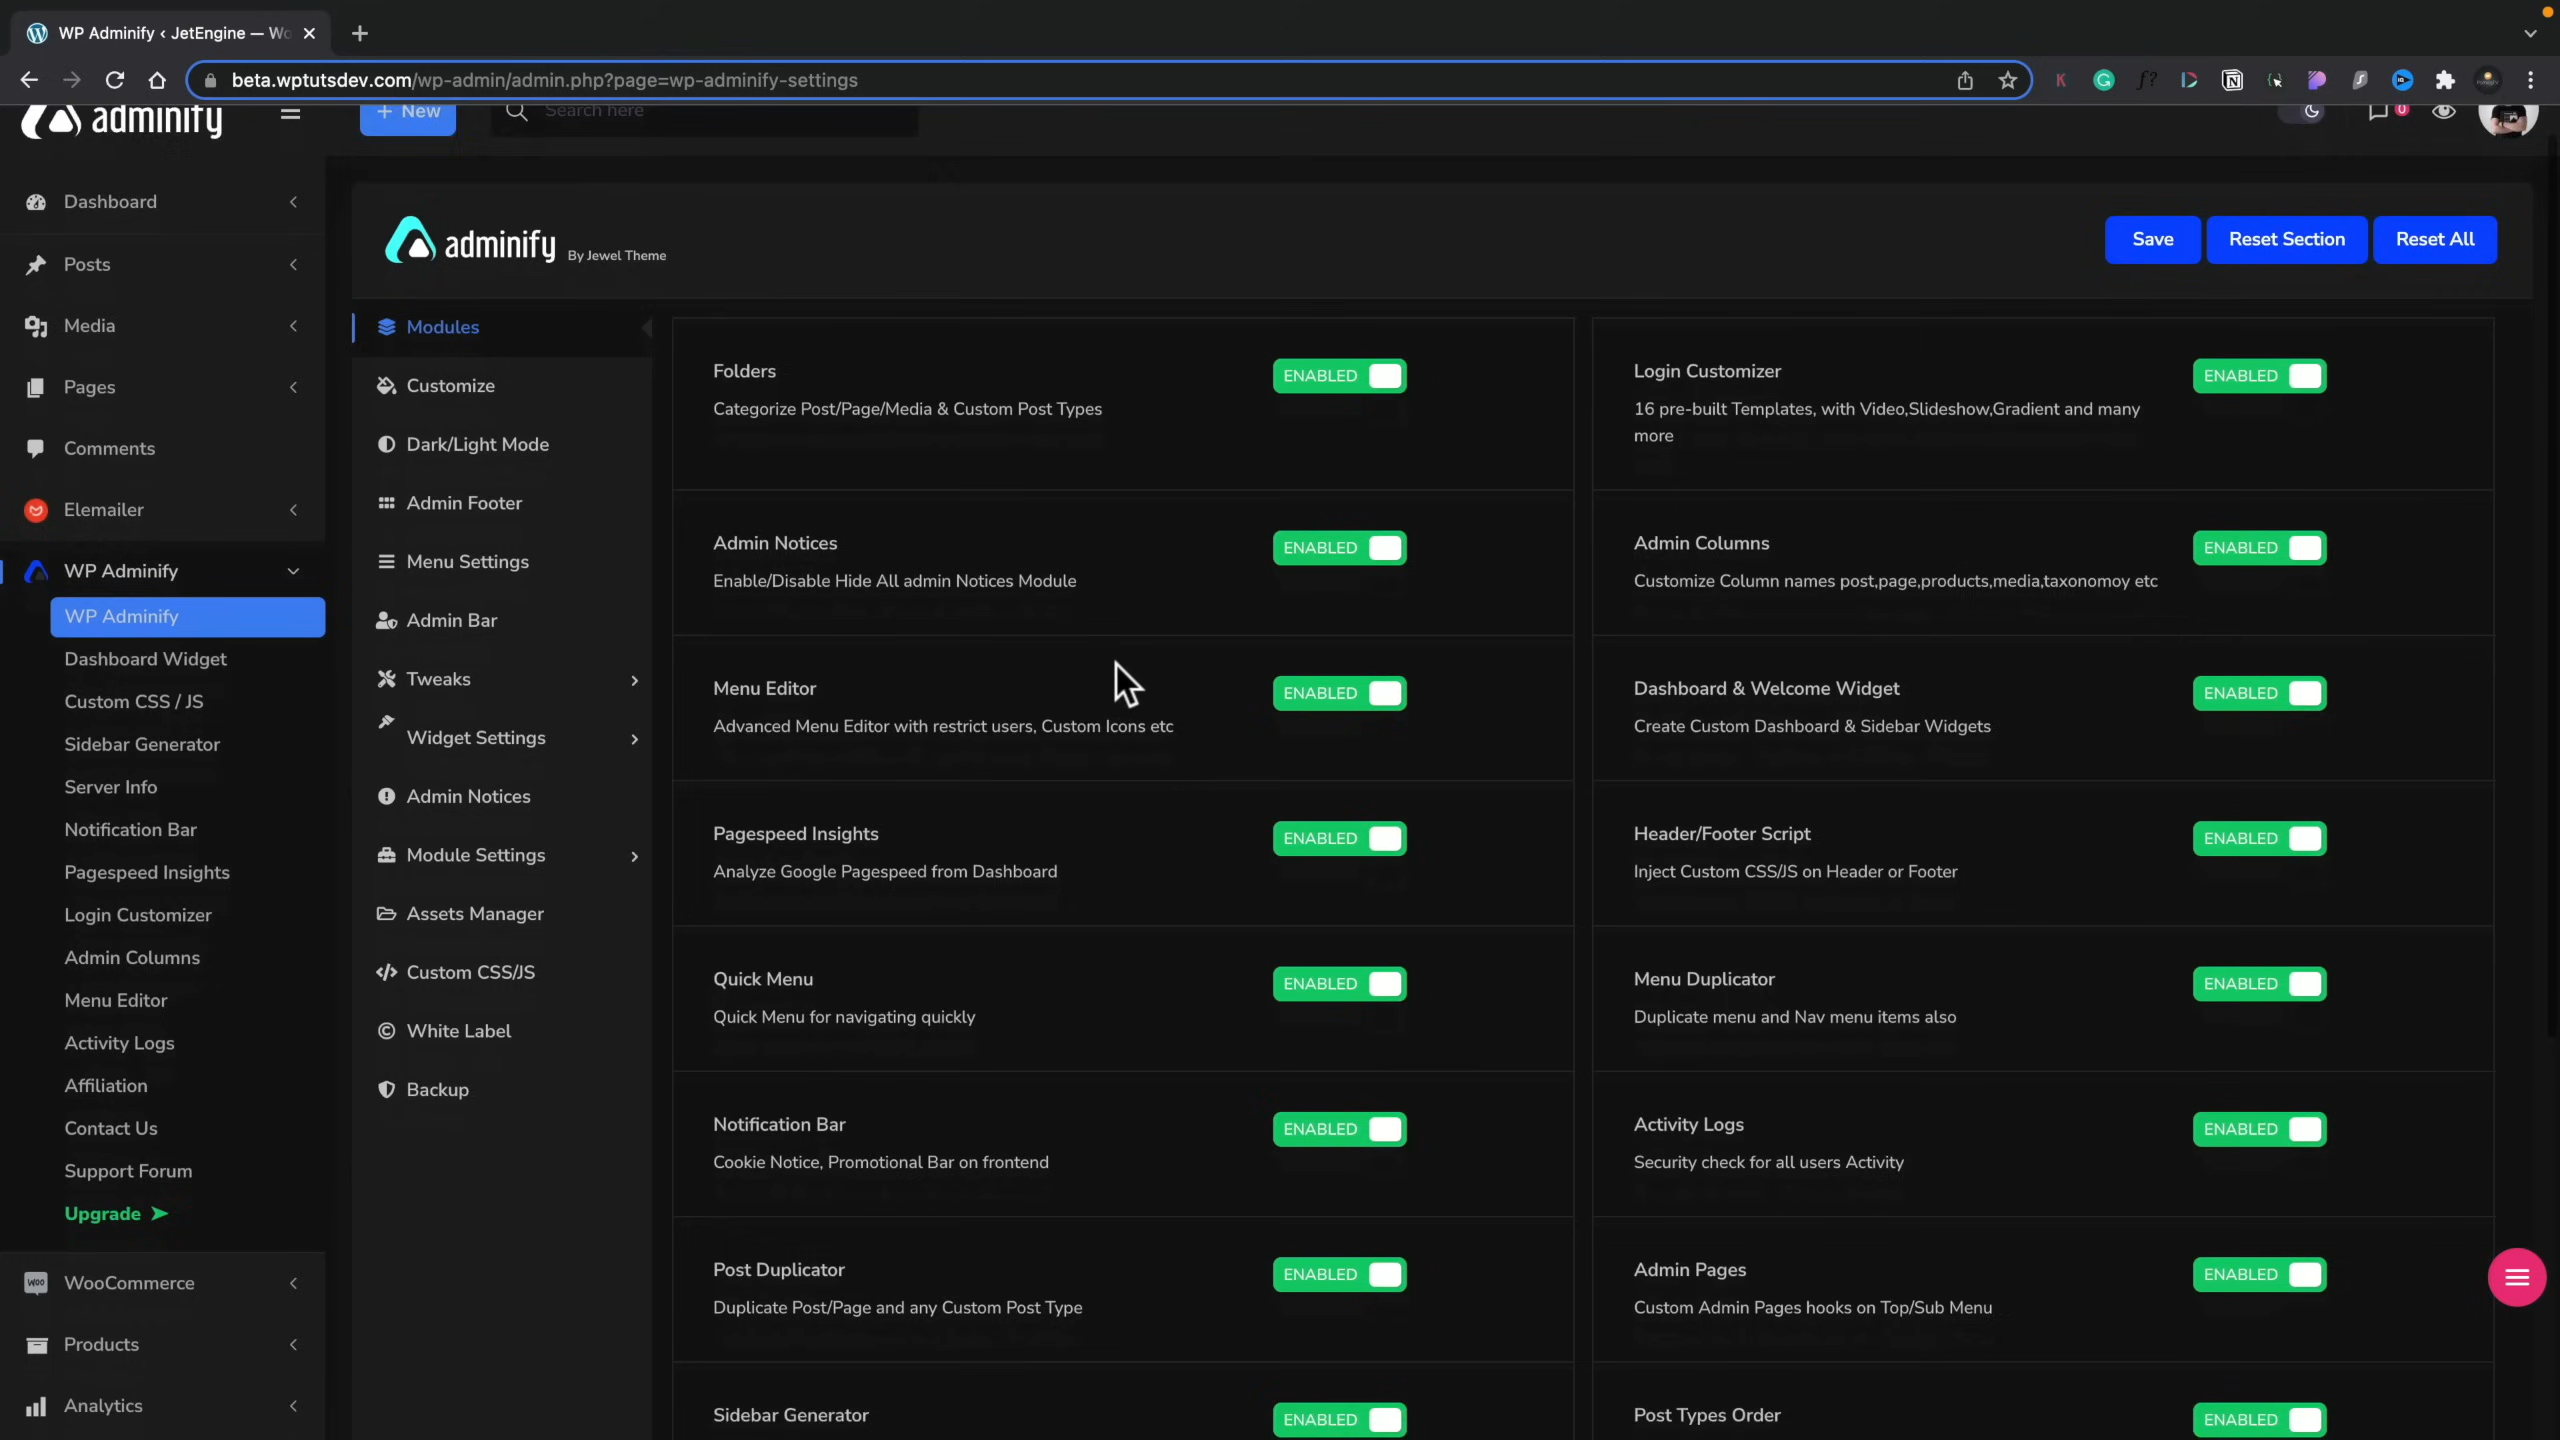 WP Adminify ‹ JetEngine — Wo
beta.wptutsdev.com/wp-admin/admin.php?page=wp-adminify-settings
adminify
+ New
Search here
0
Dashboard
Posts
Media
Pages
Comments
Elemailer
WP Adminify
WP Adminify
Dashboard Widget
Custom CSS / JS
Sidebar Generator
Server Info
Notification Bar
Pagespeed Insights
Login Customizer
Admin Columns
Menu Editor
Activity Logs
Affiliation
Contact Us
Support Forum
Upgrade ➤
WooCommerce
Products
Analytics
adminify By Jewel Theme
Save
Reset Section
Reset All
Modules
Customize
Dark/Light Mode
Admin Footer
Menu Settings
Admin Bar
Tweaks
Widget Settings
Admin Notices
Module Settings
Assets Manager
Custom CSS/JS
White Label
Backup
Folders
ENABLED
Categorize Post/Page/Media & Custom Post Types
Login Customizer
ENABLED
16 pre-built Templates, with Video,Slideshow,Gradient and many
more
Admin Notices
ENABLED
Enable/Disable Hide All admin Notices Module
Admin Columns
ENABLED
Customize Column names post,page,products,media,taxonomoy etc
Menu Editor
ENABLED
Advanced Menu Editor with restrict users, Custom Icons etc
Dashboard & Welcome Widget
ENABLED
Create Custom Dashboard & Sidebar Widgets
Pagespeed Insights
ENABLED
Analyze Google Pagespeed from Dashboard
Header/Footer Script
ENABLED
Inject Custom CSS/JS on Header or Footer
Quick Menu
ENABLED
Quick Menu for navigating quickly
Menu Duplicator
ENABLED
Duplicate menu and Nav menu items also
Notification Bar
ENABLED
Cookie Notice, Promotional Bar on frontend
Activity Logs
ENABLED
Security check for all users Activity
Post Duplicator
ENABLED
Duplicate Post/Page and any Custom Post Type
Admin Pages
ENABLED
Custom Admin Pages hooks on Top/Sub Menu
Sidebar Generator
ENABLED
Post Types Order
ENABLED